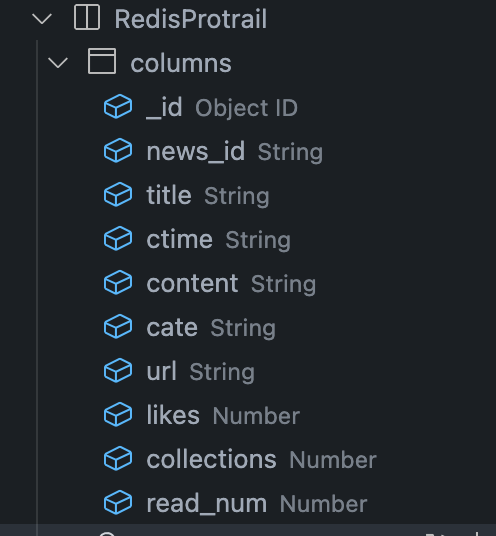 RedisProtrail
columns
_id Object ID
news_id String
title String
ctime String
content String
cate String
url String
likes Number
collections Number
read_num Number